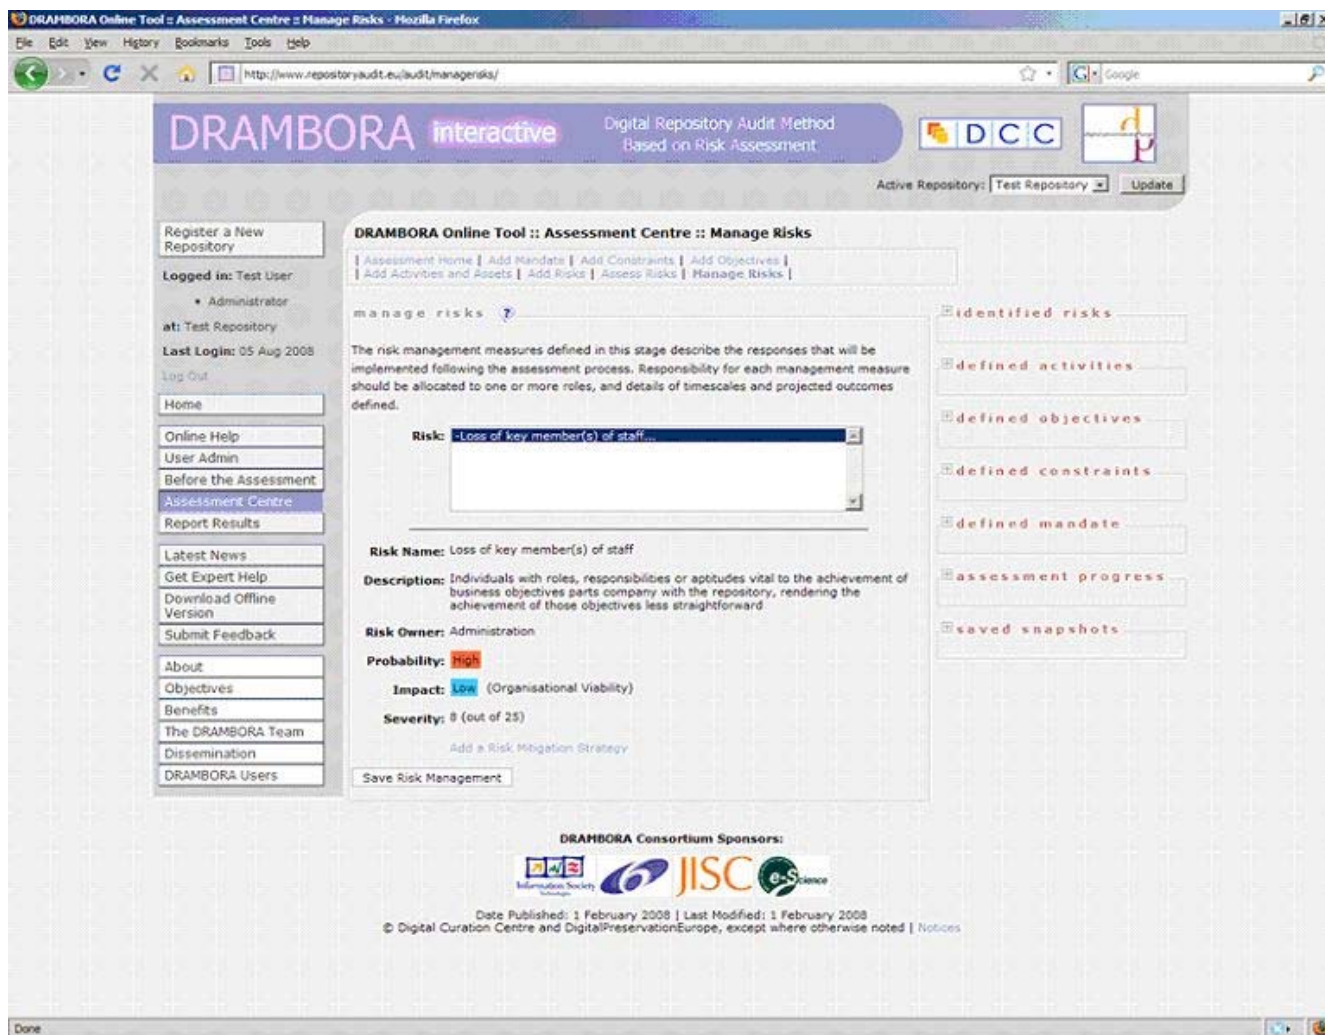 DRAMBORA Online Tool :: Assessment Centre :: Manage Risks - Mozilla Firefox
File Edit View History Bookmarks Tools Help
http://www.repositoryaudit.eu/audit/managerisks/
Google
DRAMBORA interactive
Digital Repository Audit Method
Based on Risk Assessment
DCC
dp
Active Repository: Test Repository Update
Register a New
Repository
Logged in: Test User
• Administrator
at: Test Repository
Last Login: 05 Aug 2008
Log Out
Home
Online Help
User Admin
Before the Assessment
Assessment Centre
Report Results
Latest News
Get Expert Help
Download Offline
Version
Submit Feedback
About
Objectives
Benefits
The DRAMBORA Team
Dissemination
DRAMBORA Users
DRAMBORA Online Tool :: Assessment Centre :: Manage Risks
| Assessment Home | Add Mandate | Add Constraints | Add Objectives |
| Add Activities and Assets | Add Risks | Assess Risks | Manage Risks |
manage risks ?
The risk management measures defined in this stage describe the responses that will be
implemented following the assessment process. Responsibility for each management measure
should be allocated to one or more roles, and details of timescales and projected outcomes
defined.
Risk: -Loss of key member(s) of staff...
Risk Name: Loss of key member(s) of staff
Description: Individuals with roles, responsibilities or aptitudes vital to the achievement of
business objectives parts company with the repository, rendering the
achievement of those objectives less straightforward
Risk Owner: Administration
Probability: High
Impact: Low (Organisational Viability)
Severity: 8 (out of 25)
Add a Risk Mitigation Strategy
Save Risk Management
identified risks
defined activities
defined objectives
defined constraints
defined mandate
assessment progress
saved snapshots
DRAMBORA Consortium Sponsors:
Information Society
Technologies
6
JISC
e-Science
Date Published: 1 February 2008 | Last Modified: 1 February 2008
© Digital Curation Centre and DigitalPreservationEurope, except where otherwise noted | Notices
Done